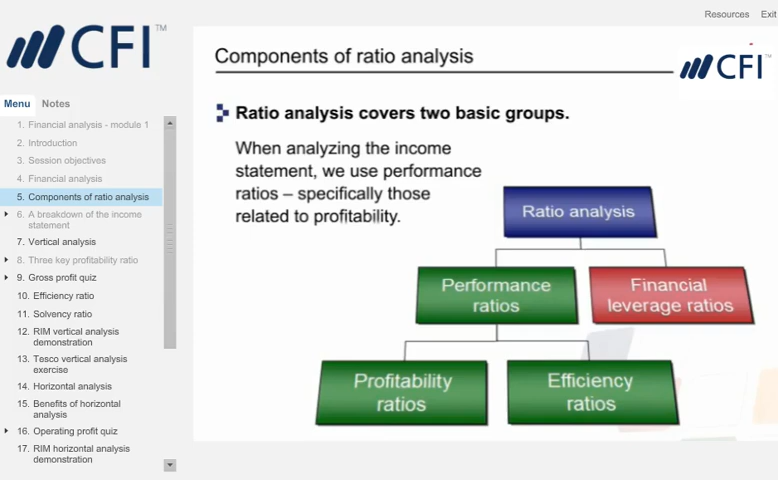 Resources Exit
CFI™
Components of ratio analysis
CFI™
Menu Notes
1. Financial analysis - module 1
2. Introduction
3. Session objectives
4. Financial analysis
5. Components of ratio analysis
6. A breakdown of the income
statement
7. Vertical analysis
8. Three key profitability ratio
9. Gross profit quiz
10. Efficiency ratio
11. Solvency ratio
12. RIM vertical analysis
demonstration
13. Tesco vertical analysis
exercise
14. Horizontal analysis
15. Benefits of horizontal
analysis
16. Operating profit quiz
17. RIM horizontal analysis
demonstration
Ratio analysis covers two basic groups.
When analyzing the income
statement, we use performance
ratios – specifically those
related to profitability.
Ratio analysis
Performance
ratios
Financial
leverage ratios
Profitability
ratios
Efficiency
ratios